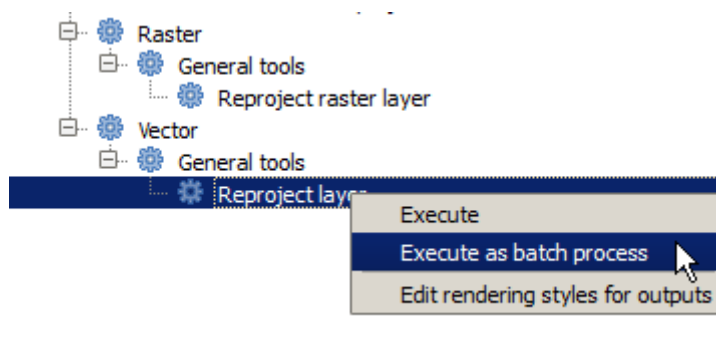 Raster
General tools
Reproject raster layer
Vector
General tools
Reproject layer
Execute
Execute as batch process
Edit rendering styles for outputs